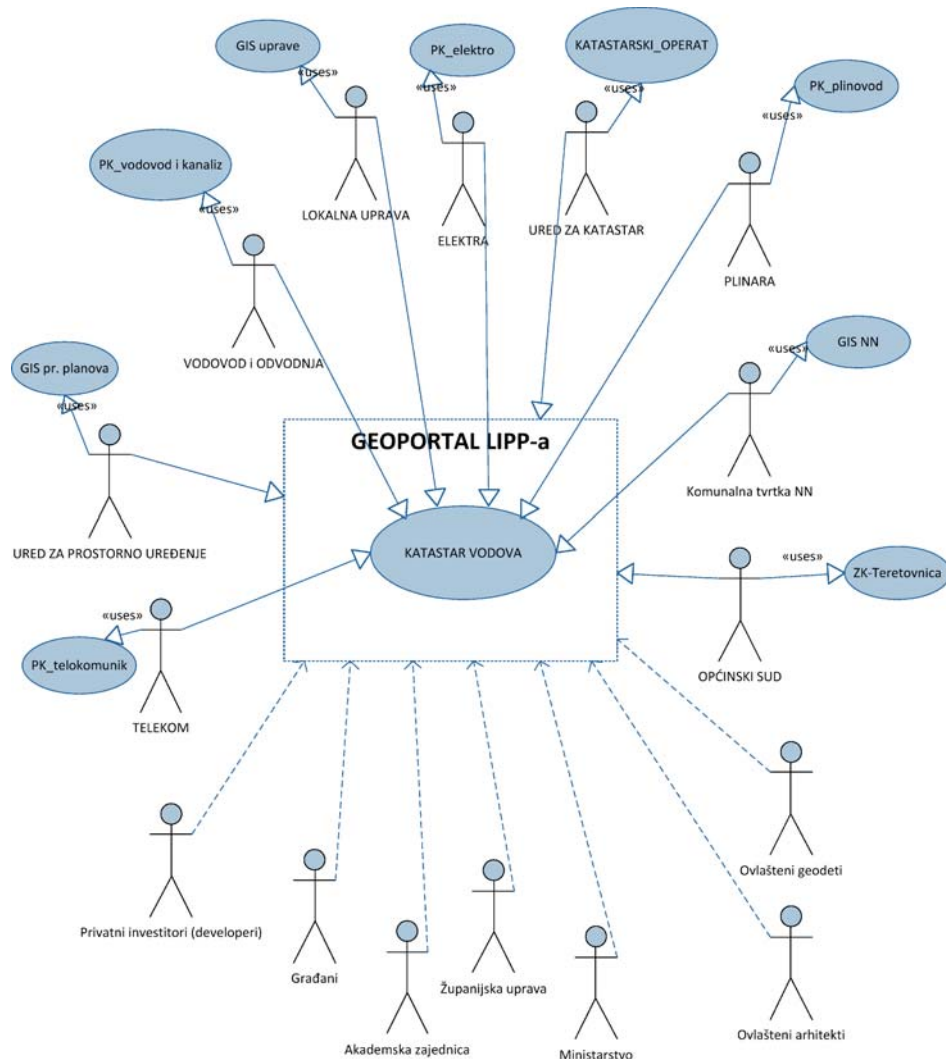 GIS uprave
«uses»
PK_elektro
«uses»
KATASTARSKI_OPERAT
«uses»
PK_plinovod
«uses»
PK_vodovod i kanaliz
«uses»
LOKALNA UPRAVA
ELEKTRA
URED ZA KATASTAR
PLINARA
VODOVOD i ODVODNJA
GIS pr. planova
«uses»
GIS NN
«uses»
GEOPORTAL LIPP-a
Komunalna tvrtka NN
URED ZA PROSTORNO UREĐENJE
KATASTAR VODOVA
«uses»
ZK-Teretovnica
«uses»
PK_telokomunik
OPĆINSKI SUD
TELEKOM
Privatni investitori (developeri)
Građani
Akademska zajednica
Županijska uprava
Ministarstvo
Ovlašteni geodeti
Ovlašteni arhitekti